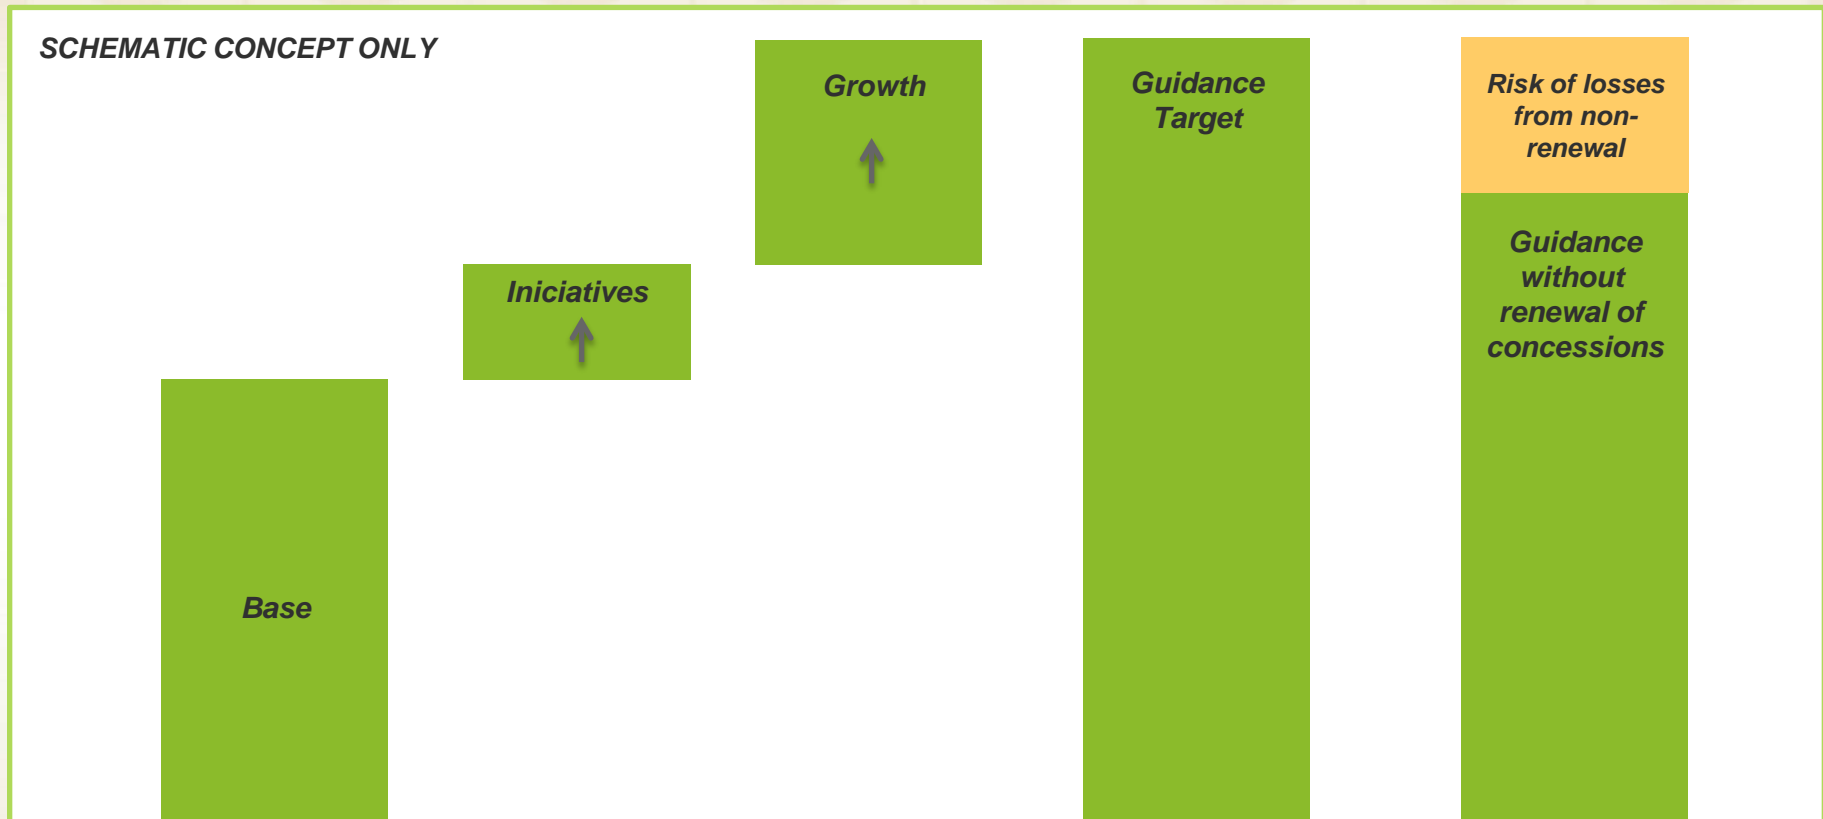 SCHEMATIC CONCEPT ONLY
Base
Iniciatives
Growth
Guidance
Target
Risk of losses
from non-
renewal
Guidance
without
renewal of
concessions